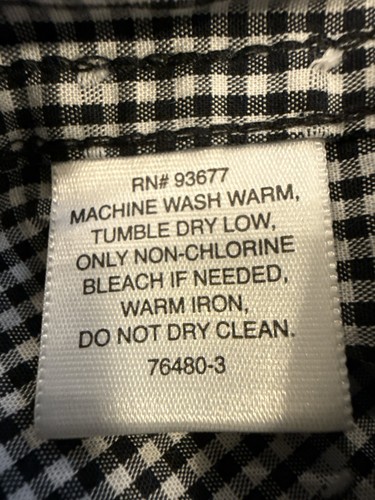 RN# 93677
MACHINE WASH WARM,
TUMBLE DRY LOW,
ONLY NON-CHLORINE
BLEACH IF NEEDED,
WARM IRON,
DO NOT DRY CLEAN.
76480-3